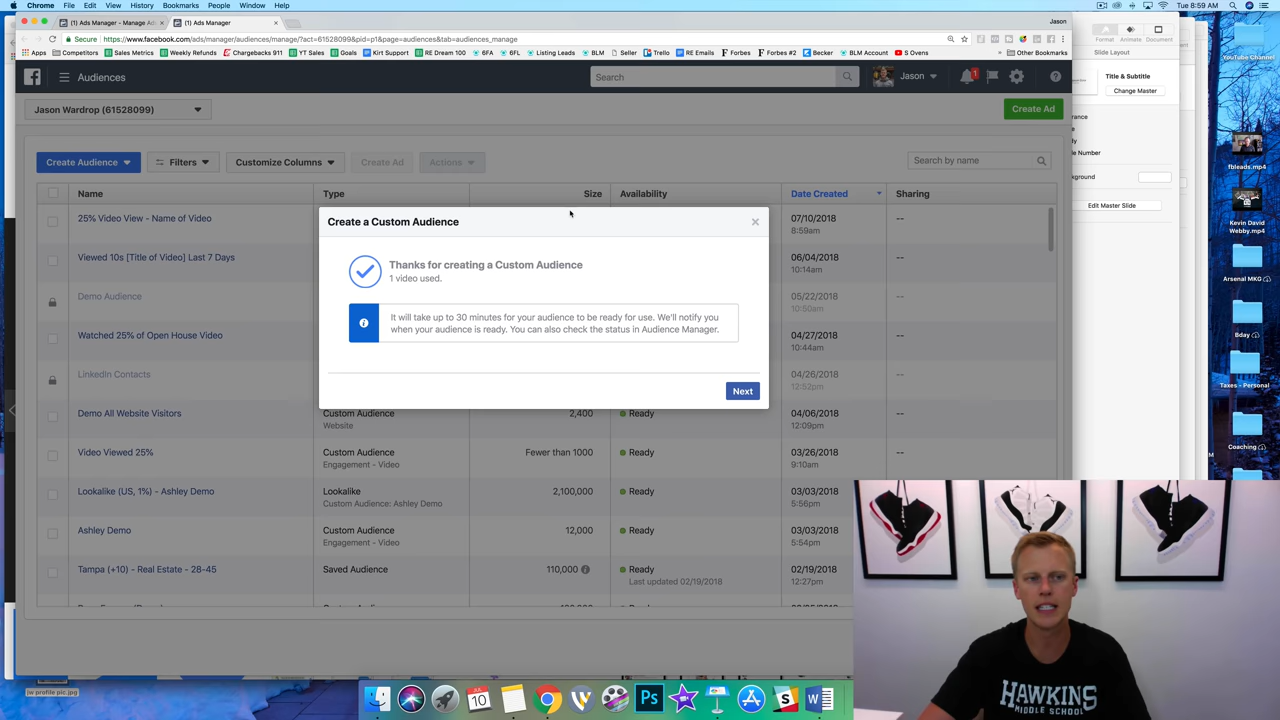 Chrome File Edit View History Bookmarks People Window Help
Tue 8:59 AM
(1) Ads Manager - Manage Ads
(1) Ads Manager
Jason
Secure https://www.facebook.com/ads/manager/audiences/manage/?act=61528099&pid=p1&page=audiences&tab=audiences_manage
Apps Competitors Sales Metrics Weekly Refunds Chargebacks 911 YT Sales Goals Kirt Support RE Team 100 6FA 6FL Listing Leads BLM Seller Trello RE Emails Forbes Forbes #2 Becker BLM Account S Ovens Other Bookmarks
Audiences
Search
Jason
1
Jason Wardrop (61528099)
Create Ad
Create Audience Filters Customize Columns Create Ad Actions
Search by name
Name Type Size Availability Date Created Sharing
25% Video View - Name of Video
07/10/2018 --
8:59am
Viewed 10s [Title of Video] Last 7 Days
06/04/2018 --
10:14am
Demo Audience
05/22/2018 --
10:50am
Watched 25% of Open House Video
04/27/2018 --
10:44am
LinkedIn Contacts
04/26/2018 --
12:52pm
Create a Custom Audience
Thanks for creating a Custom Audience
1 video used.
It will take up to 30 minutes for your audience to be ready for use. We'll notify you
when your audience is ready. You can also check the status in Audience Manager.
Next
Demo All Website Visitors Custom Audience 2,400 Ready 04/06/2018 --
Website 12:09pm
Video Viewed 25% Custom Audience Fewer than 1000 Ready 03/26/2018 --
Engagement - Video 9:10am
Lookalike (US, 1%) - Ashley Demo Lookalike 2,100,000 Ready 03/03/2018 --
Custom Audience: Ashley Demo 5:56pm
Ashley Demo Custom Audience 12,000 Ready 03/03/2018 --
Engagement - Video 5:54pm
Tampa (+10) - Real Estate - 28-45 Saved Audience 110,000 Ready 02/19/2018 --
Last updated 02/19/2018 12:27pm
Format Animate Document
Slide Layout
Title & Subtitle
Change Master
Edit Master Slide
YouTube Channel
fbleads.mp4
Kevin David
Webby.mp4
Arsenal MKG
Bday
Taxes - Personal
Coaching
jw profile pic.jpg
JUL
10
Ps
HAWKINS
MIDDLE SCHOOL